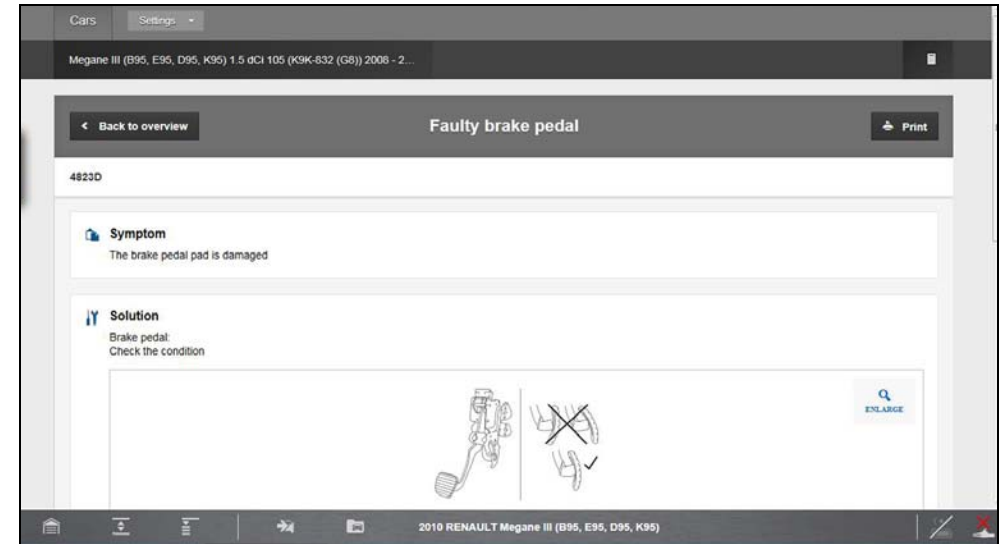 Cars Settings
Megane III (B95, E95, D95, K95) 1.5 dCi 105 (K9K-832 (G8)) 2008 - 2...
Back to overview Faulty brake pedal Print
4823D
Symptom
The brake pedal pad is damaged
Solution
Brake pedal:
Check the condition
ENLARGE
2010 RENAULT Megane III (B95, E95, D95, K95)